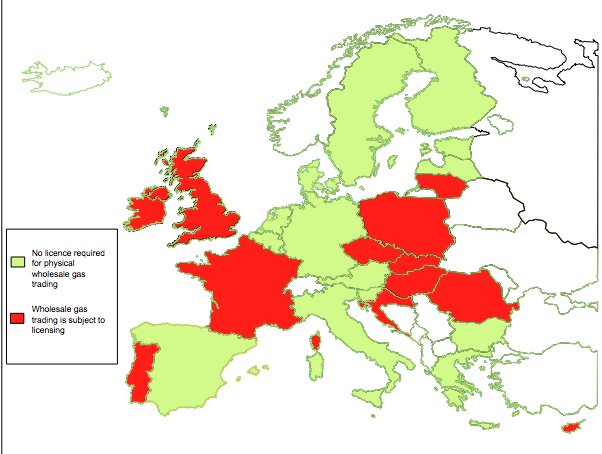 No licence required
for physical
wholesale gas
trading
Wholesale gas
trading is subject to
licensing